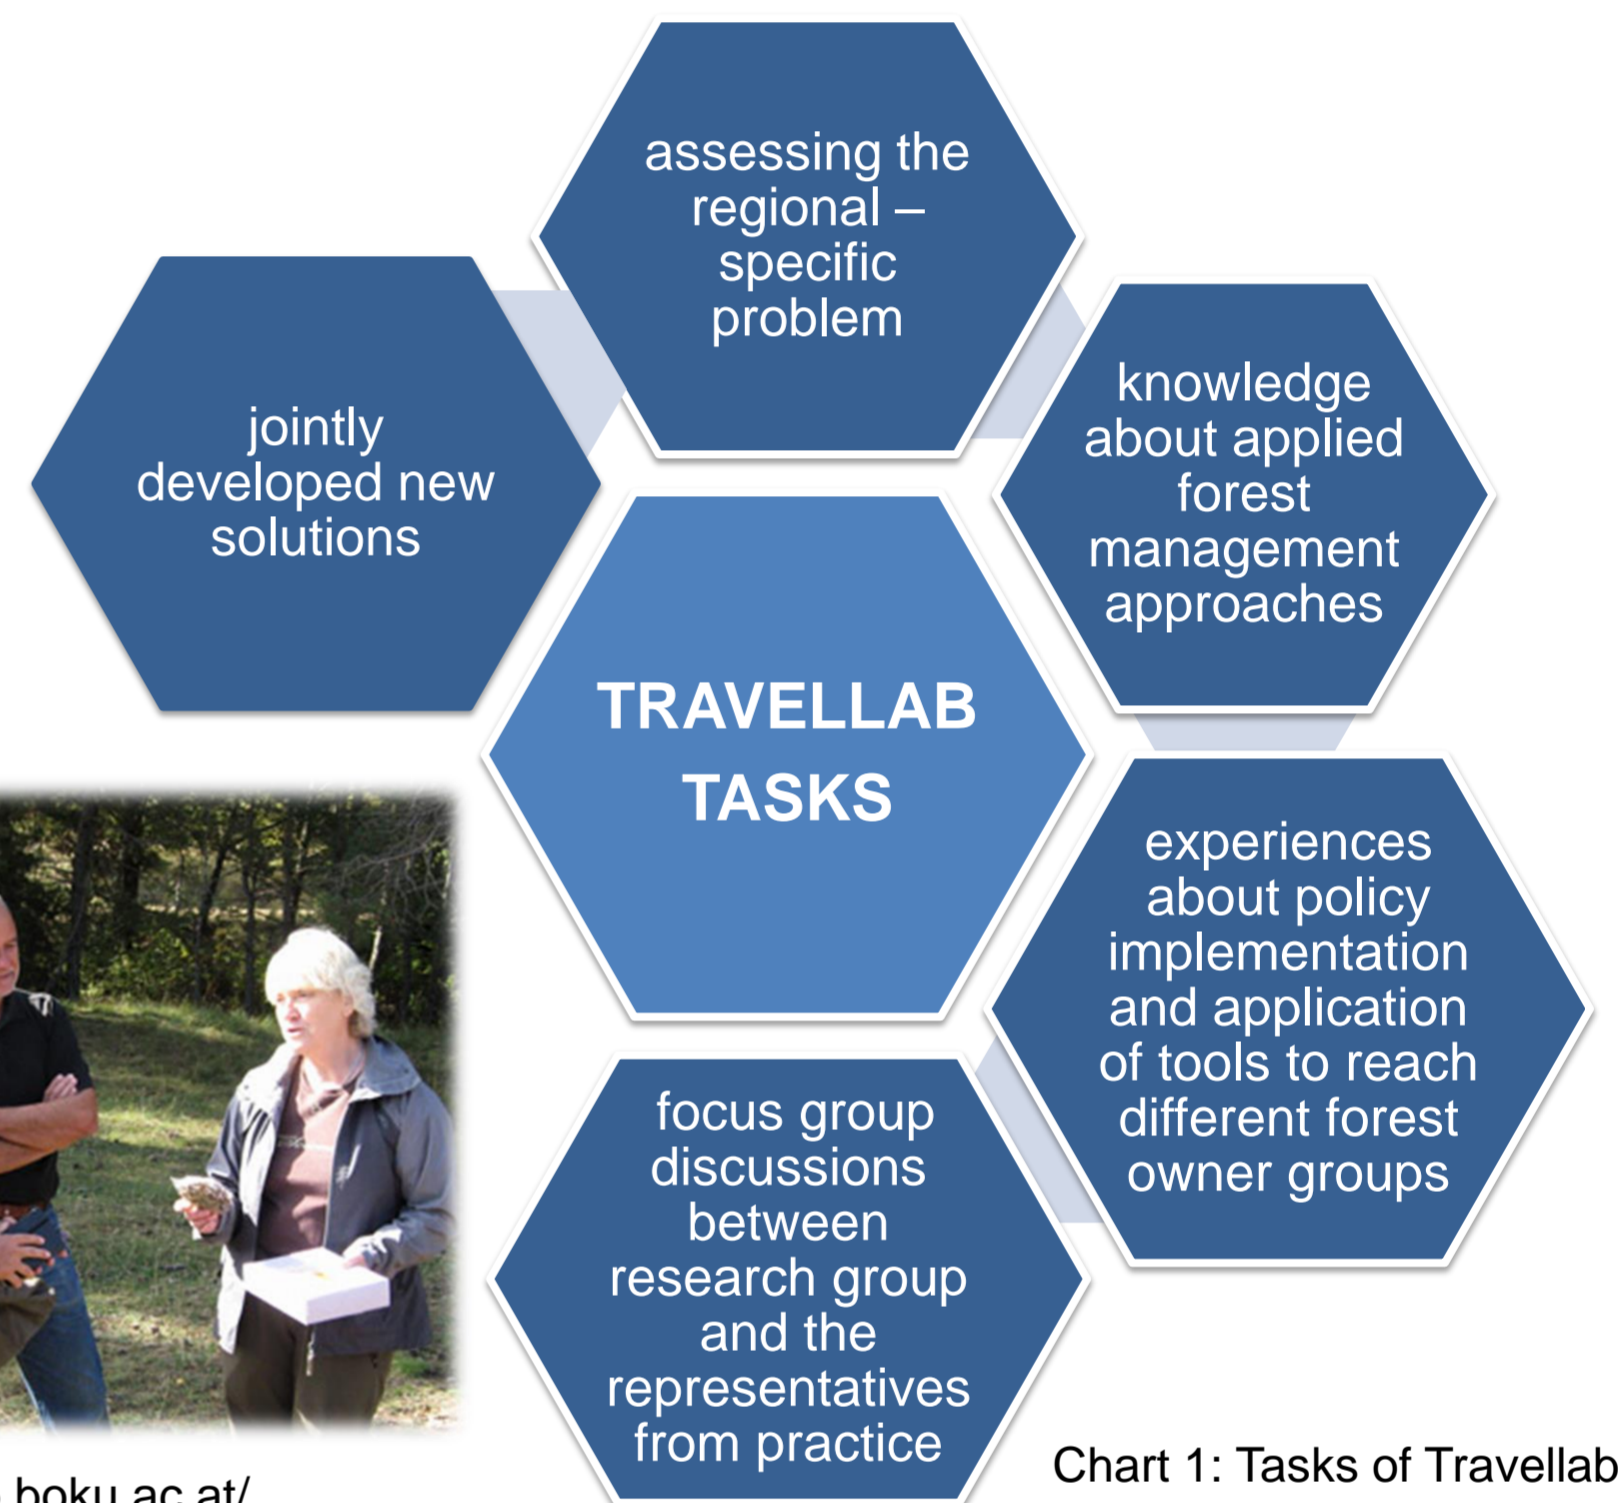 assessing the
regional –
specific
problem
jointly
developed new
solutions
knowledge
about applied
forest
management
approaches
TRAVELLAB
TASKS
experiences
about policy
implementation
and application
of tools to reach
different forest
owner groups
focus group
discussions
between
research group
and the
representatives
from practice
Chart 1: Tasks of Travellab
boku.ac.at/